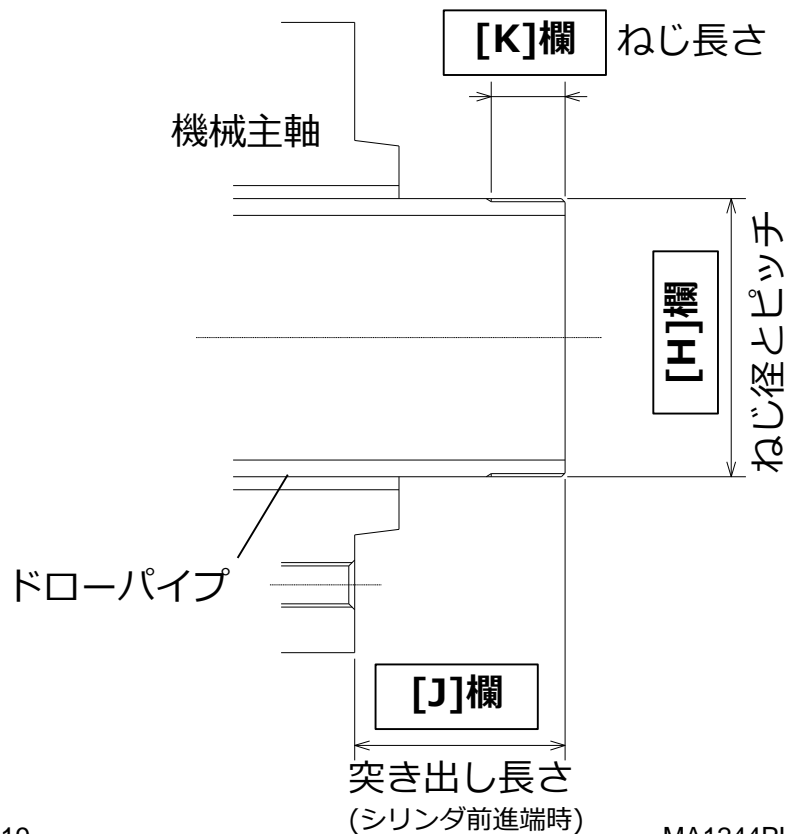 [K]欄 ねじ長さ
機械主軸
[H]欄
ねじ径とピッチ
ドローパイプ
[J]欄
突き出し長さ
(シリンダ前進端時)